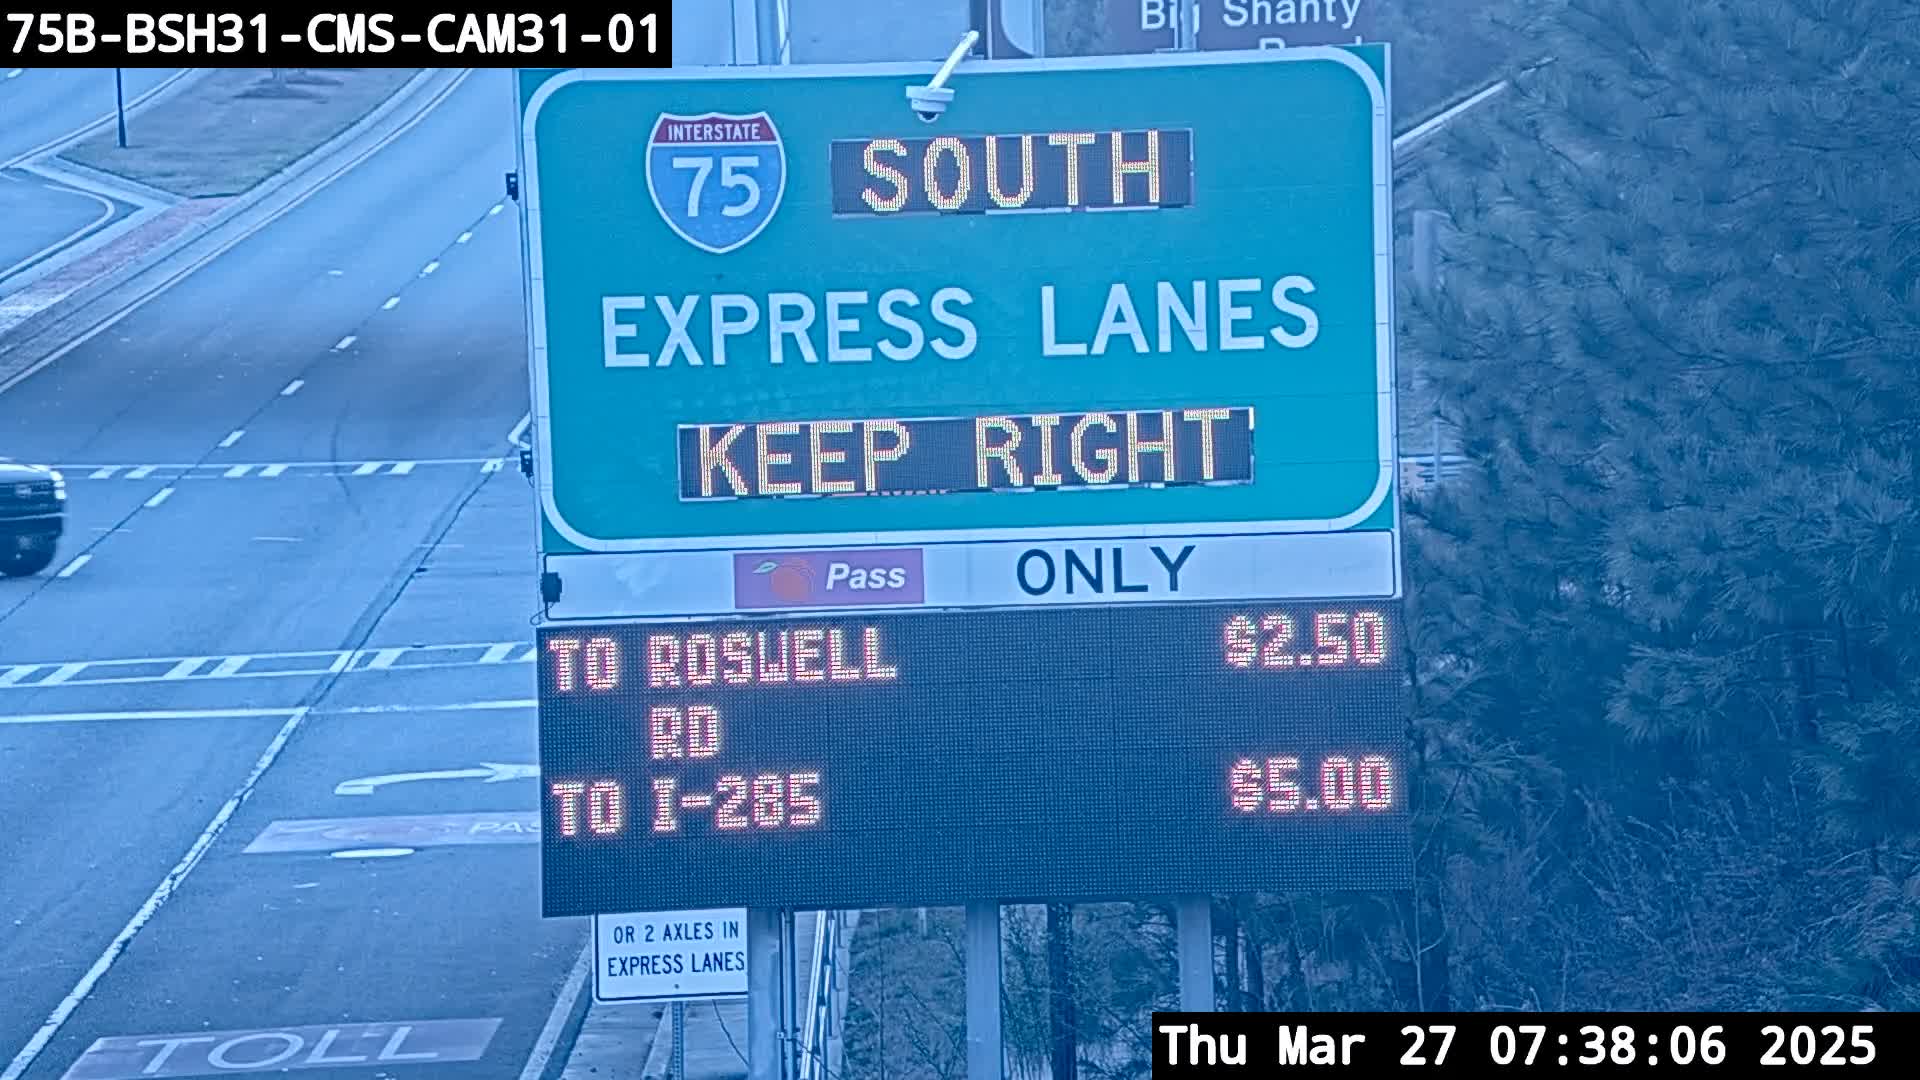 75B-BSH31-CMS-CAM31-01
Big Shanty
INTERSTATE
75
SOUTH
EXPRESS LANES
KEEP RIGHT
Pass ONLY
TO ROSWELL $2.50
RD
TO I-285 $5.00
OR 2 AXLES IN
EXPRESS LANES
TOLL
Thu Mar 27 07:38:06 2025